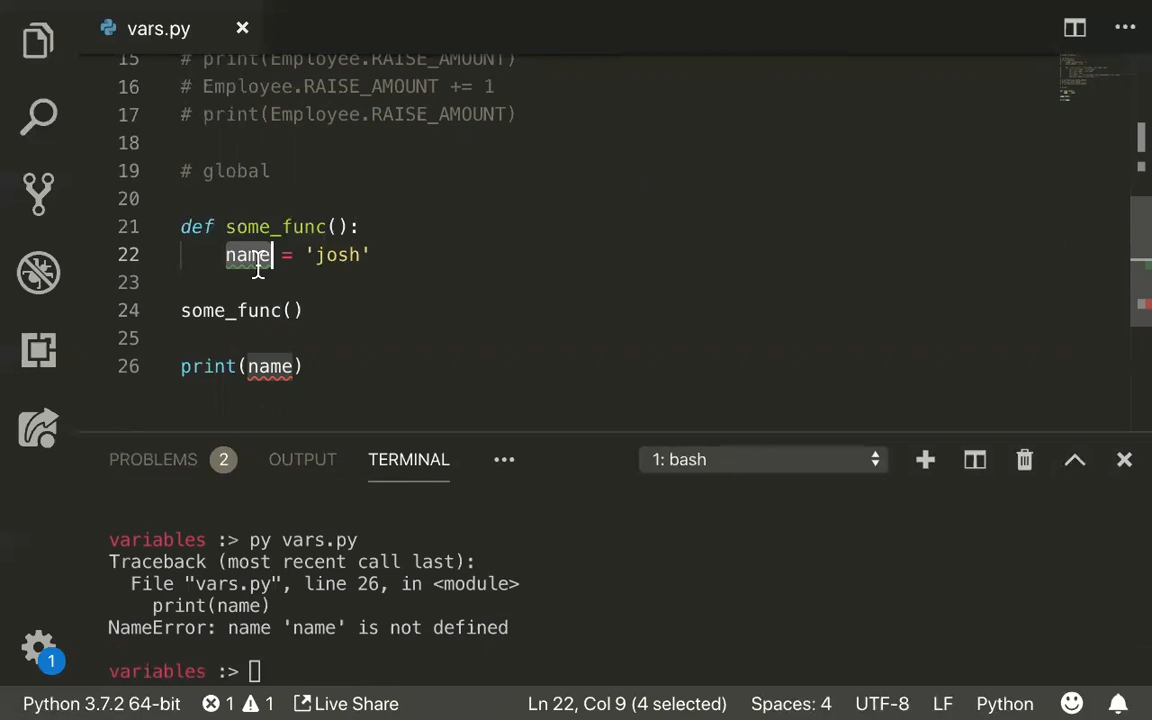 vars.py
15 # print(Employee.RAISE_AMOUNT)
16 # Employee.RAISE_AMOUNT += 1
17 # print(Employee.RAISE_AMOUNT)
18
19 # global
20
21 def some_func():
22 name = 'josh'
23
24 some_func()
25
26 print(name)
PROBLEMS 2 OUTPUT TERMINAL ••• 1: bash
variables :> py vars.py
Traceback (most recent call last):
File "vars.py", line 26, in <module>
print(name)
NameError: name 'name' is not defined
variables :>
1
Python 3.7.2 64-bit 1 1 Live Share Ln 22, Col 9 (4 selected) Spaces: 4 UTF-8 LF Python